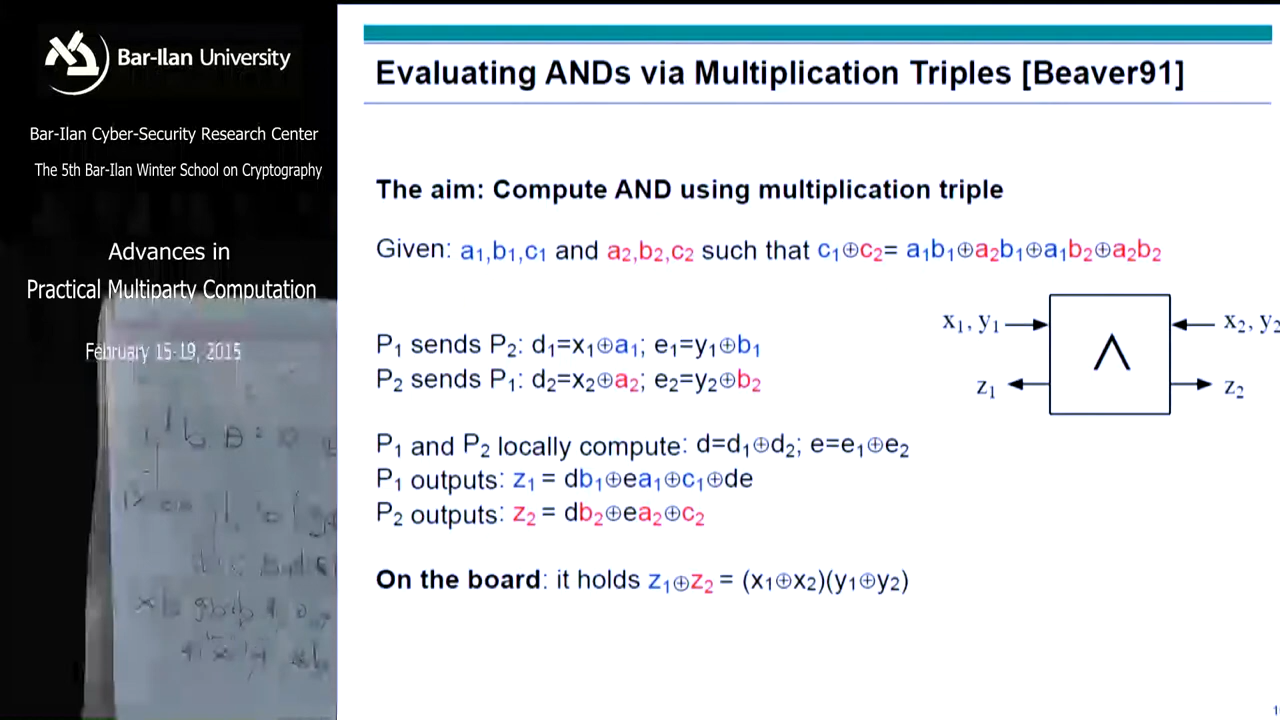 Bar-Ilan University
Bar-Ilan Cyber-Security Research Center
The 5th Bar-Ilan Winter School on Cryptography
Advances in
Practical Multiparty Computation
February 15-19, 2015
Evaluating ANDs via Multiplication Triples [Beaver91]
The aim: Compute AND using multiplication triple
Given: a₁,b₁,c₁ and a₂,b₂,c₂ such that c₁⊕c₂= a₁b₁⊕a₂b₁⊕a₁b₂⊕a₂b₂
x₁, y₁
∧
x₂, y₂
z₁
z₂
P₁ sends P₂: d₁=x₁⊕a₁; e₁=y₁⊕b₁
P₂ sends P₁: d₂=x₂⊕a₂; e₂=y₂⊕b₂
P₁ and P₂ locally compute: d=d₁⊕d₂; e=e₁⊕e₂
P₁ outputs: z₁ = db₁⊕ea₁⊕c₁⊕de
P₂ outputs: z₂ = db₂⊕ea₂⊕c₂
On the board: it holds z₁⊕z₂ = (x₁⊕x₂)(y₁⊕y₂)